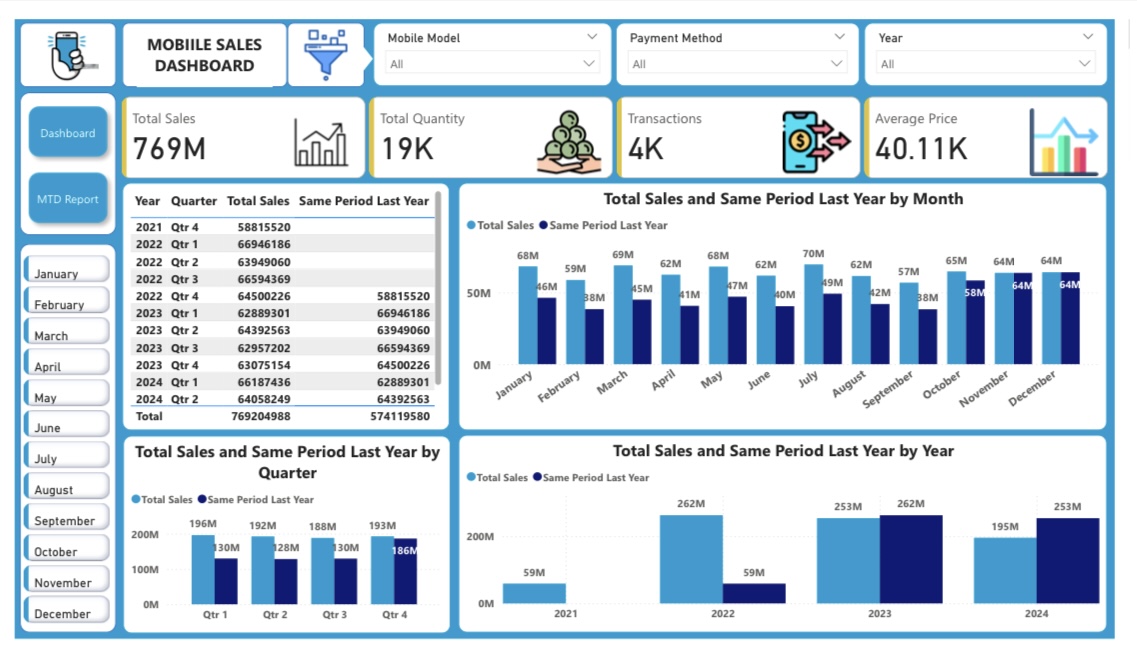 MOBIILE SALES
DASHBOARD
Mobile Model
All
Payment Method
All
Year
All
Dashboard
MTD Report
Total Sales
769M
Total Quantity
19K
Transactions
4K
Average Price
40.11K
January
February
March
April
May
June
July
August
September
October
November
December
Year Quarter Total Sales Same Period Last Year
2021 Qtr 4 58815520
2022 Qtr 1 66946186
2022 Qtr 2 63949060
2022 Qtr 3 66594369
2022 Qtr 4 64500226 58815520
2023 Qtr 1 62889301 66946186
2023 Qtr 2 64392563 63949060
2023 Qtr 3 62957202 66594369
2023 Qtr 4 63075154 64500226
2024 Qtr 1 66187436 62889301
2024 Qtr 2 64058249 64392563
Total 769204988 574119580
Total Sales and Same Period Last Year by Month
Total Sales Same Period Last Year
68M 59M 69M 62M 68M 62M 70M 62M 57M 65M 64M 64M
46M 38M 45M 41M 47M 40M 49M 42M 38M 58M 64M 64M
50M
0M
January February March April May June July August September October November December
Total Sales and Same Period Last Year by
Quarter
Total Sales Same Period Last Year
196M 192M 188M 193M
130M 128M 130M 186M
200M
100M
0M
Qtr 1 Qtr 2 Qtr 3 Qtr 4
Total Sales and Same Period Last Year by Year
Total Sales Same Period Last Year
262M 253M 262M 195M 253M
200M
59M 59M
0M
2021 2022 2023 2024